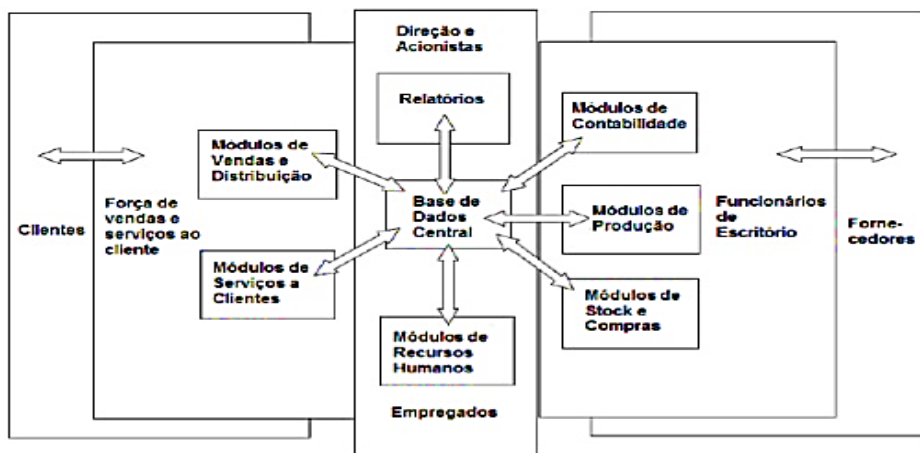 Direção e
Acionistas
Relatórios
Módulos de
Contabilidade
Módulos de
Vendas e
Distribuição
Base de
Dados
Central
Módulos de
Produção
Clientes
Força de
vendas e
serviços ao
cliente
Funcionários
de
Escritório
Forne-
cedores
Módulos de
Serviços a
Clientes
Módulos de
Stock e
Compras
Módulos de
Recursos
Humanos
Empregados